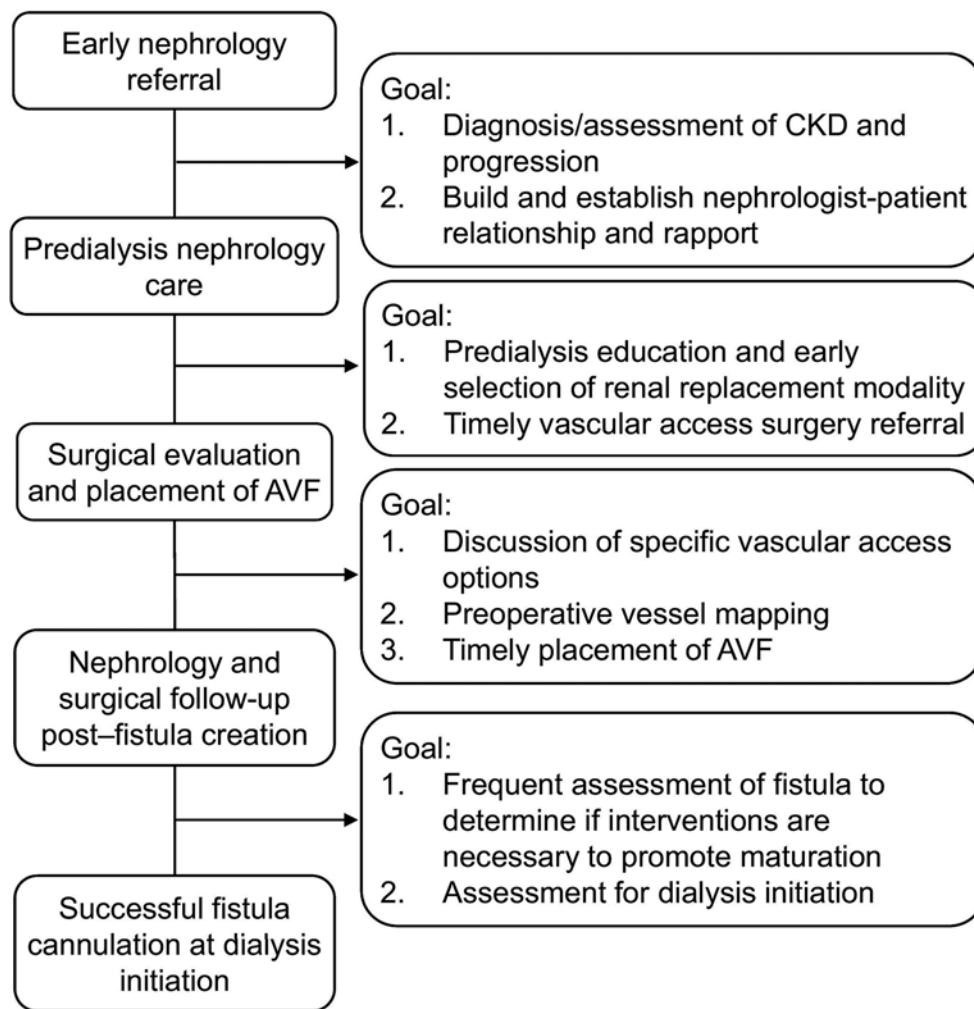 Early nephrology
referral
Goal:
1. Diagnosis/assessment of CKD and
progression
2. Build and establish nephrologist-patient
relationship and rapport
Predialysis nephrology
care
Goal:
1. Predialysis education and early
selection of renal replacement modality
2. Timely vascular access surgery referral
Surgical evaluation
and placement of AVF
Goal:
1. Discussion of specific vascular access
options
2. Preoperative vessel mapping
3. Timely placement of AVF
Nephrology and
surgical follow-up
post–fistula creation
Goal:
1. Frequent assessment of fistula to
determine if interventions are
necessary to promote maturation
2. Assessment for dialysis initiation
Successful fistula
cannulation at dialysis
initiation